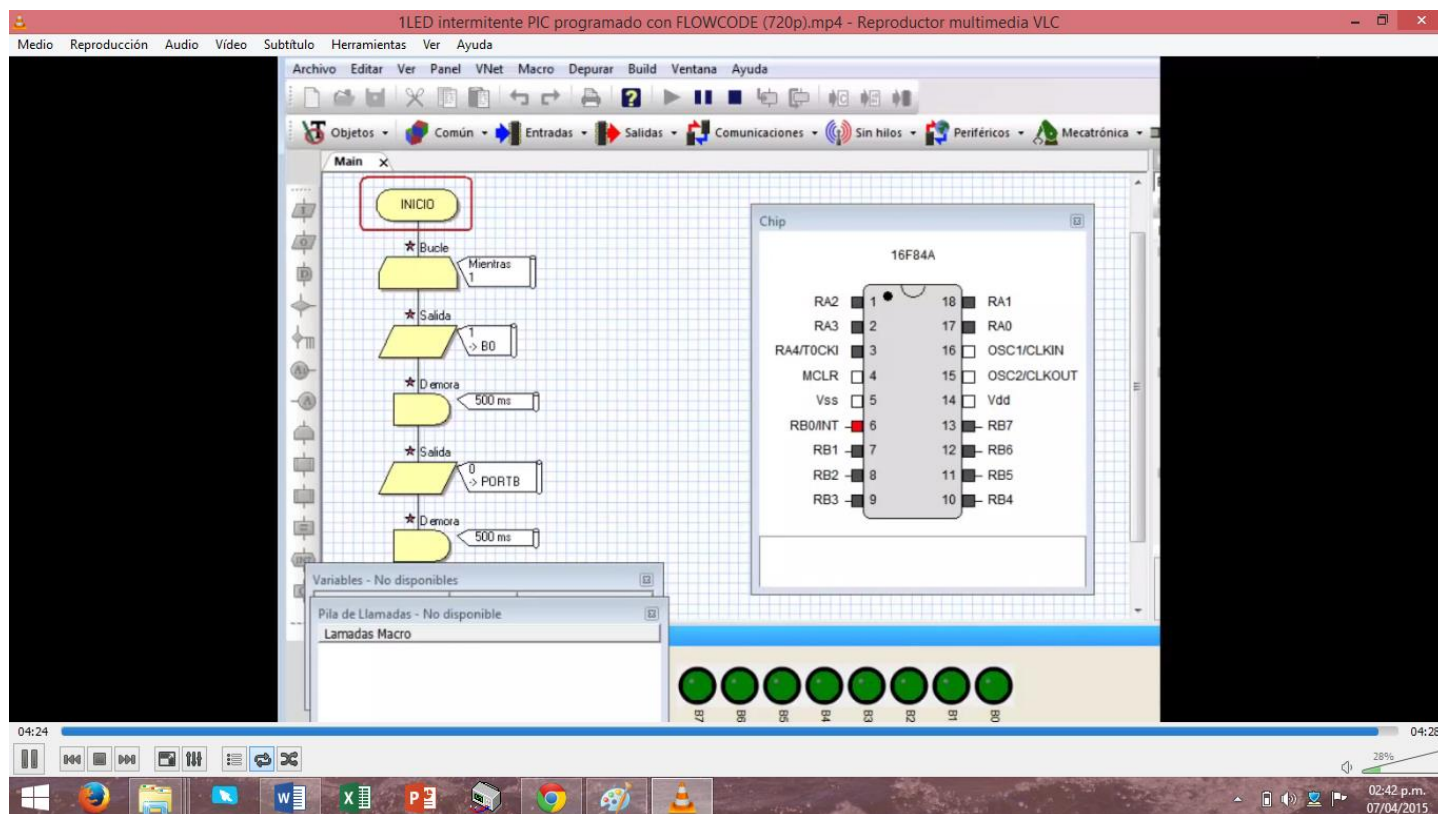 1LED intermitente PIC programado con FLOWCODE (720p).mp4 - Reproductor multimedia VLC
Medio Reproducción Audio Vídeo Subtítulo Herramientas Ver Ayuda
Archivo Editar Ver Panel VNet Macro Depurar Build Ventana Ayuda
Objetos Común Entradas Salidas Comunicaciones Sin hilos Periféricos Mecatrónica
Main x
INICIO
Bucle
Mientras
1
Salida
1
-> B0
Demora
500 ms
Salida
0
-> PORTB
Demora
500 ms
Chip
16F84A
RA2 1 18 RA1
RA3 2 17 RA0
RA4/T0CKI 3 16 OSC1/CLKIN
MCLR 4 15 OSC2/CLKOUT
Vss 5 14 Vdd
RB0/INT 6 13 RB7
RB1 7 12 RB6
RB2 8 11 RB5
RB3 9 10 RB4
Variables - No disponibles
Pila de Llamadas - No disponible
Lamadas Macro
B7 B6 B5 B4 B3 B2 B1 B0
04:24 04:28
28%
02:42 p.m.
07/04/2015